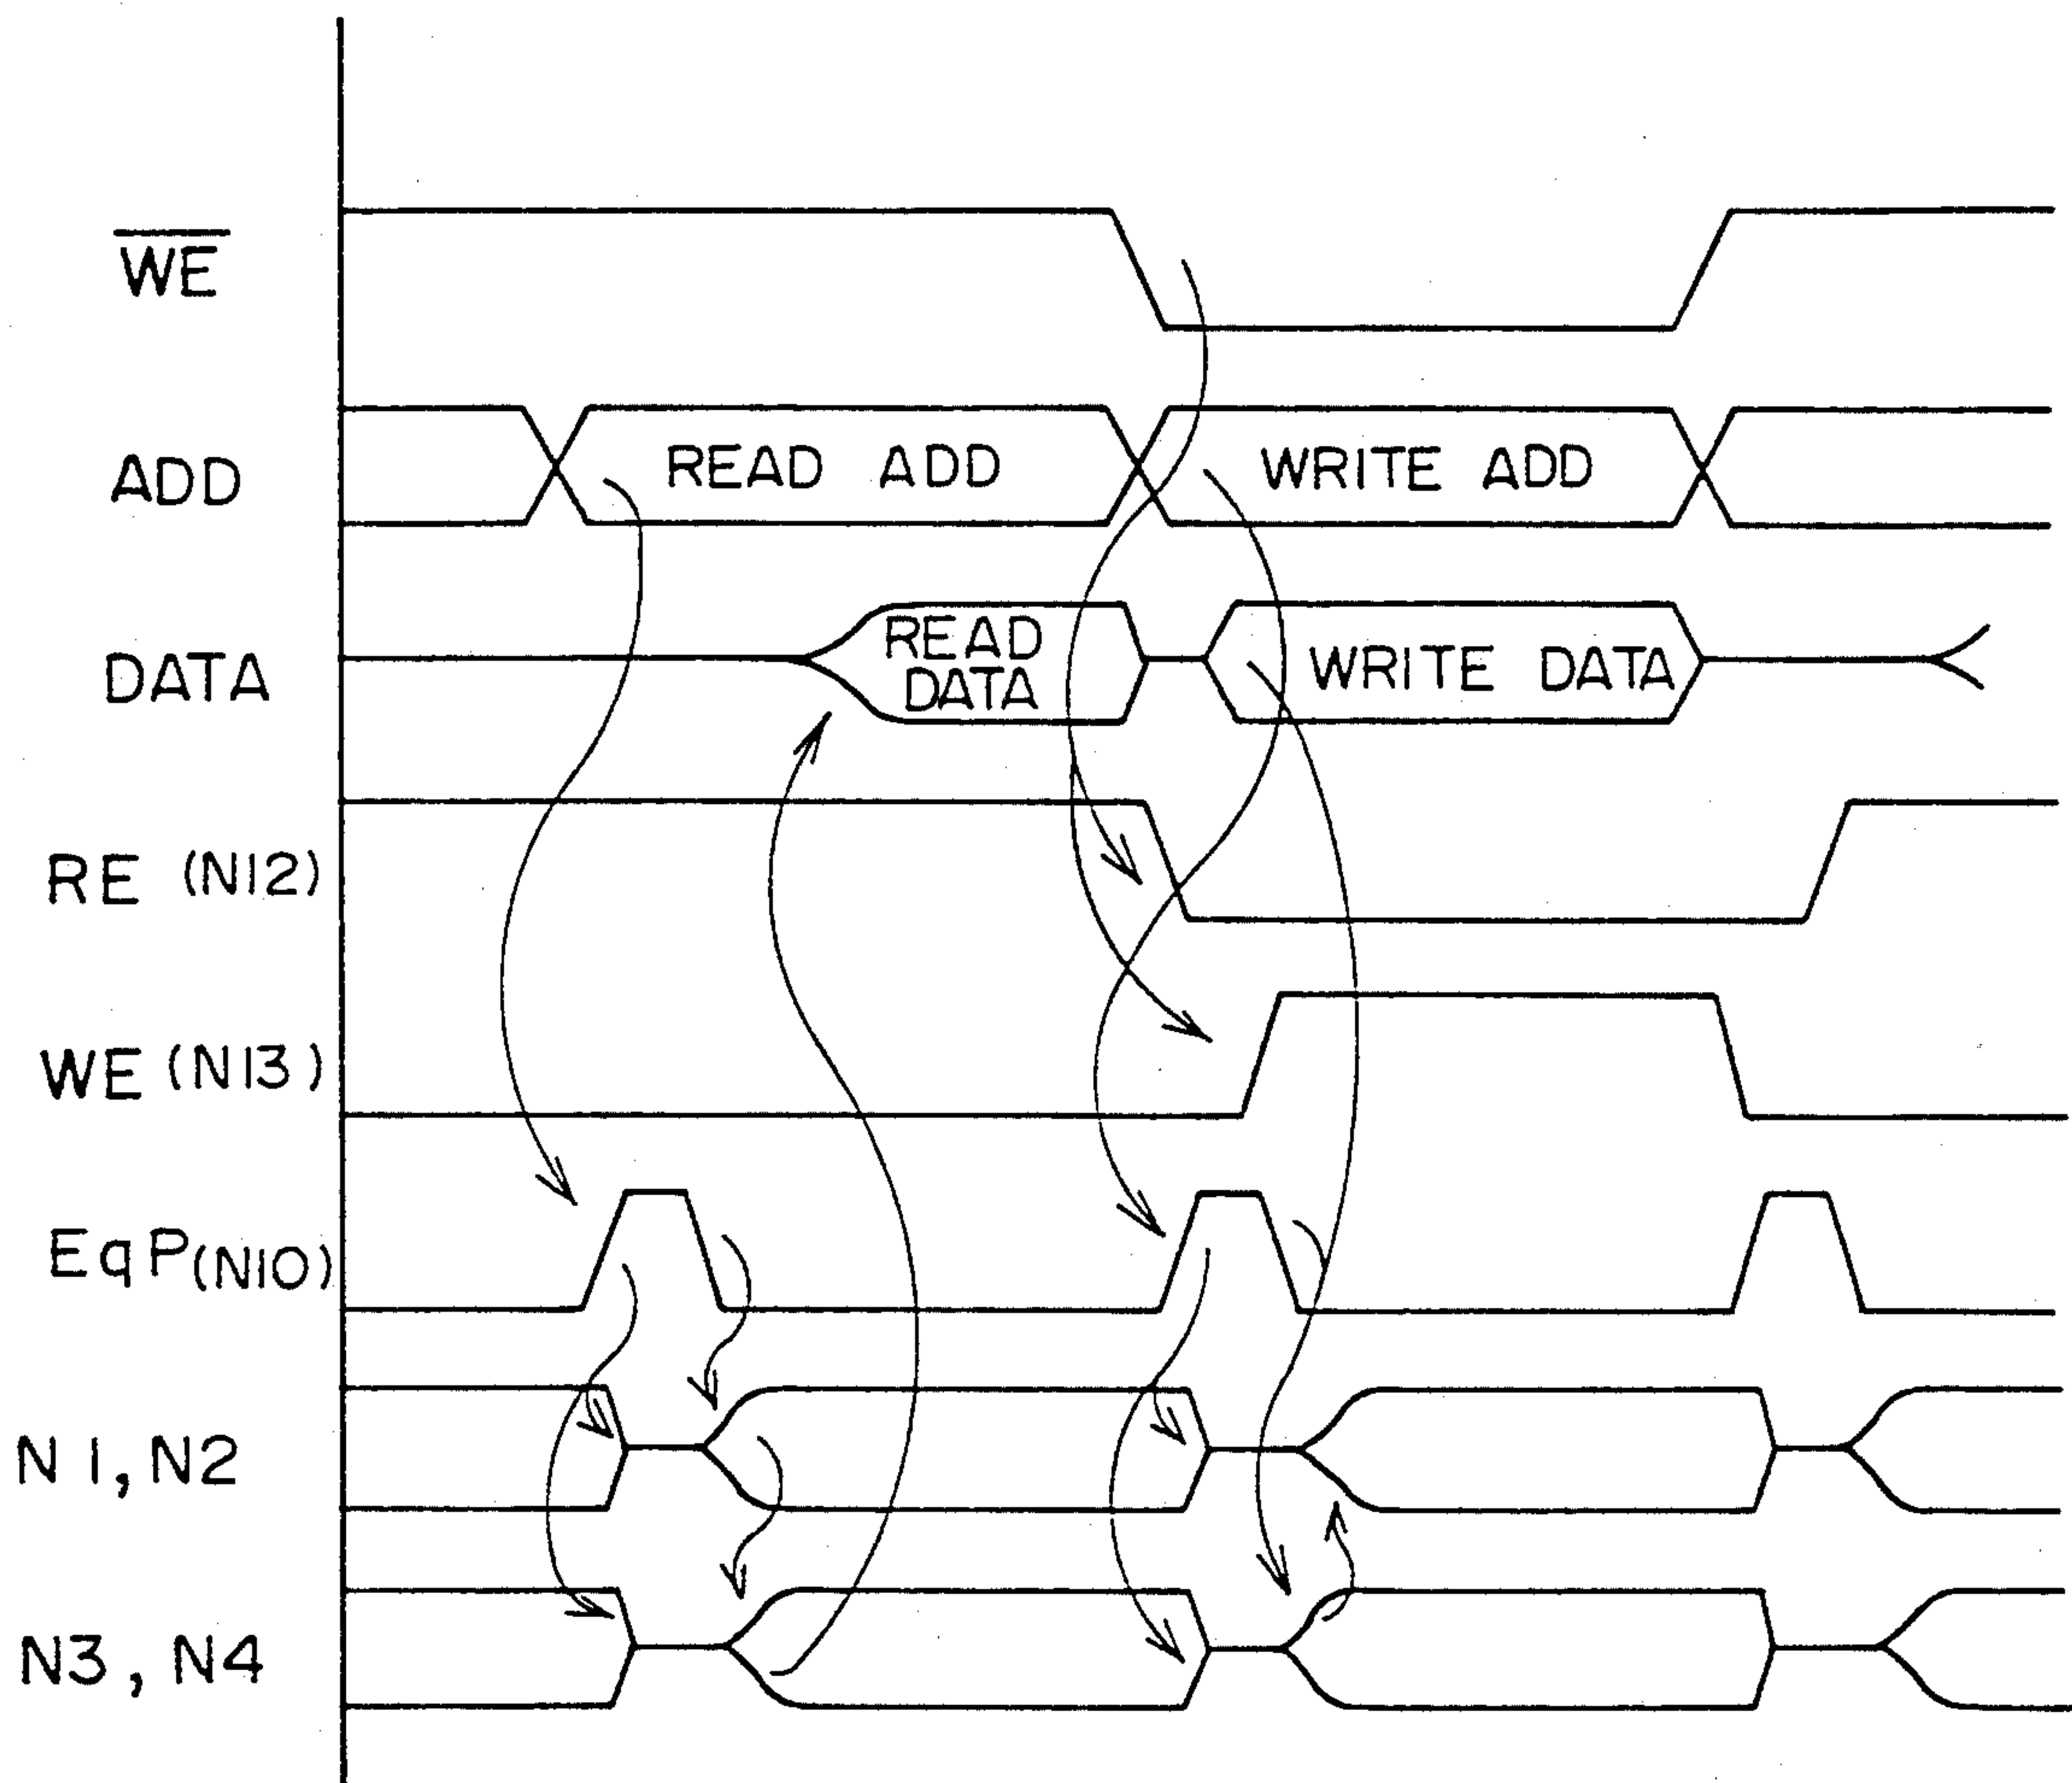 WE
ADD
READ ADD
WRITE ADD
DATA
READ
DATA
WRITE DATA
RE (N12)
WE (N13)
EqP(N10)
N1, N2
N3, N4